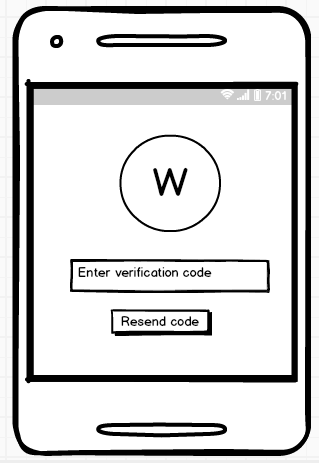 7:01
W
Enter verification code
Resend code